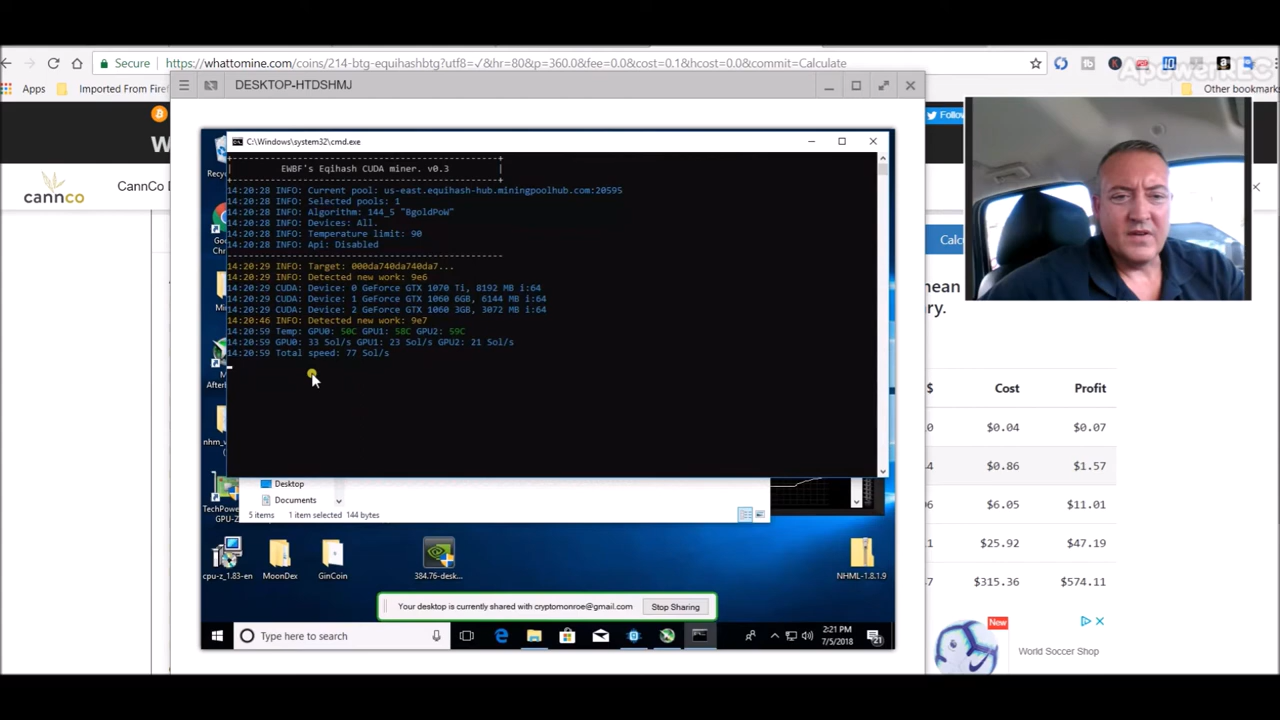 Secure
https://whattomine.com/coins/214-btg-equihashbtg?utf8=✓&hr=80&p=360.0&fee=0.0&cost=0.1&hcost=0.0&commit=Calculate
ApowerREC
Apps
Imported From
Other bookmarks
DESKTOP-HTDSHMJ
Follow
W
cannco
CannCo
C:\Windows\system32\cmd.exe
EWBF's Eqihash CUDA miner. v0.3
14:20:28 INFO: Current pool: us-east.equihash-hub.miningpoolhub.com:20595
14:20:28 INFO: Selected pools: 1
14:20:28 INFO: Algorithm: 144_5 "BgoldPoW"
14:20:28 INFO: Devices: All.
14:20:28 INFO: Temperature limit: 90
14:20:28 INFO: Api: Disabled
14:20:29 INFO: Target: 000da740da740da7...
14:20:29 INFO: Detected new work: 9e6
14:20:29 CUDA: Device: 0 GeForce GTX 1070 Ti, 8192 MB i:64
14:20:29 CUDA: Device: 1 GeForce GTX 1060 6GB, 6144 MB i:64
14:20:29 CUDA: Device: 2 GeForce GTX 1060 3GB, 3072 MB i:64
14:20:46 INFO: Detected new work: 9e7
14:20:59 Temp: GPU0: 50C GPU1: 58C GPU2: 59C
14:20:59 GPU0: 33 Sol/s GPU1: 23 Sol/s GPU2: 21 Sol/s
14:20:59 Total speed: 77 Sol/s
Recyc
Calc
mean
ry.
$ Cost Profit
$0.04 $0.07
4 $0.86 $1.57
$6.05 $11.01
$25.92 $47.19
$315.36 $574.11
Desktop
Documents
5 items 1 item selected 144 bytes
TechPowe
GPU-Z
cpu-z_1.83-en
MoonDex
GinCoin
384.76-desk...
NHML-1.8.1.9
Your desktop is currently shared with cryptomonroe@gmail.com
Stop Sharing
Type here to search
2:21 PM
7/5/2018
21
New
World Soccer Shop